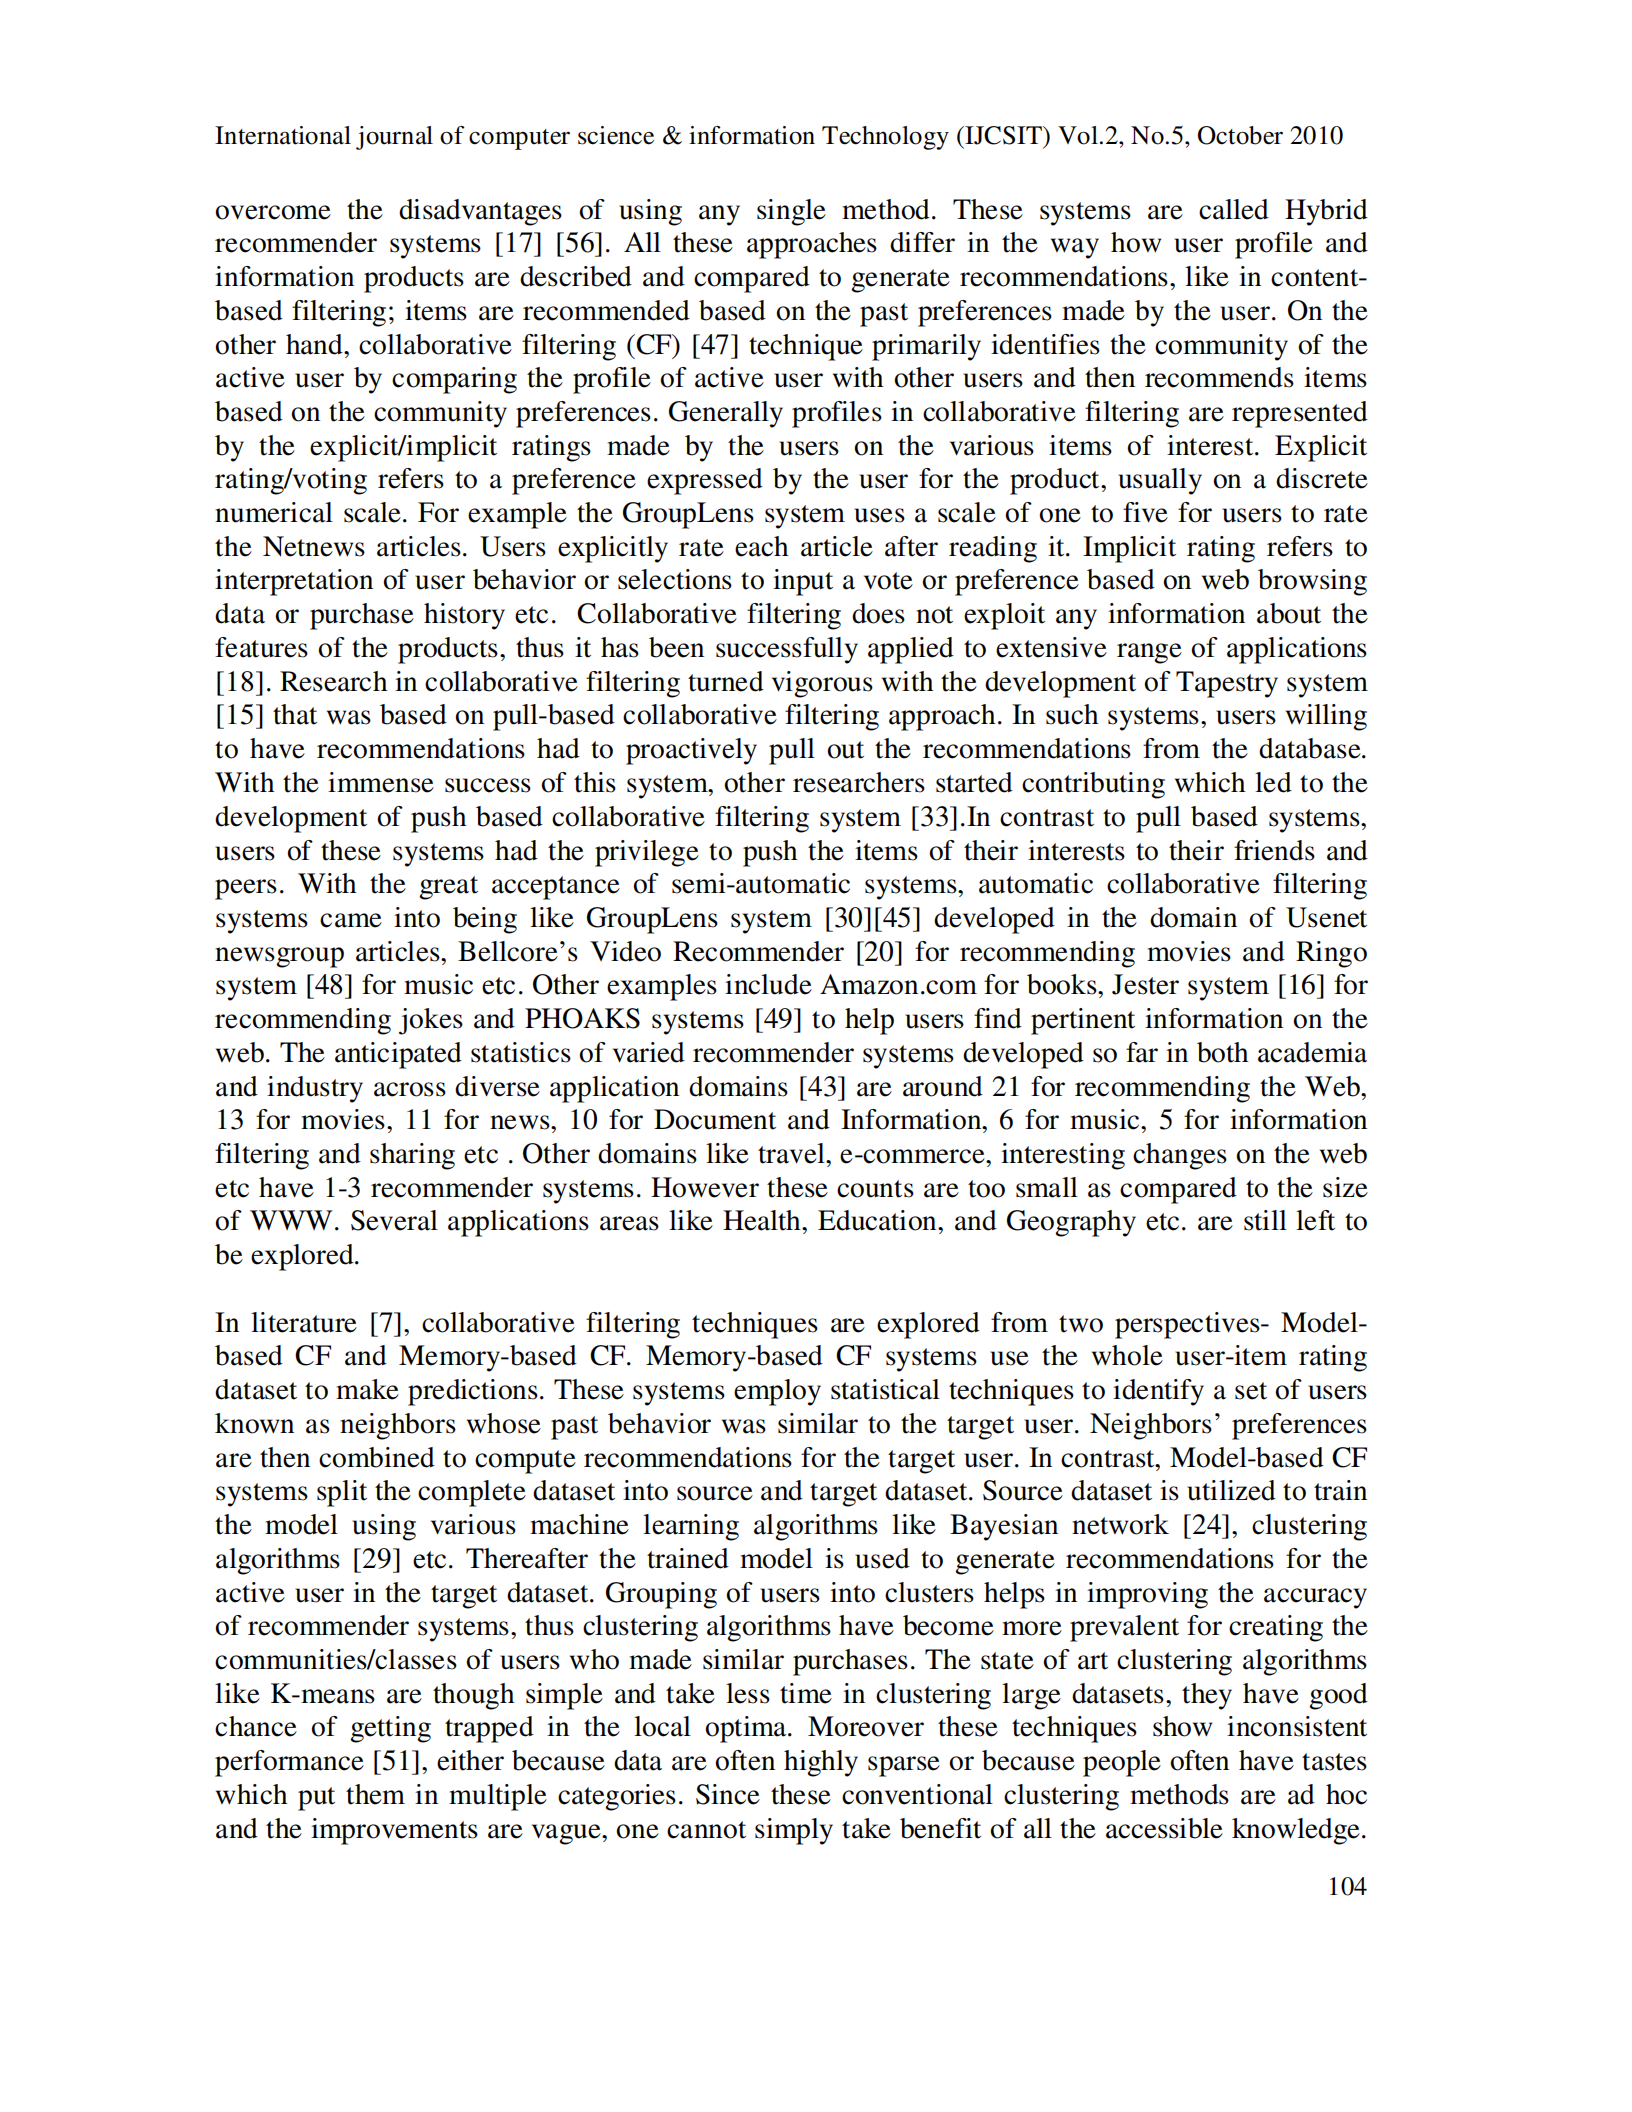 International journal of computer science & information Technology (IJCSIT) Vol.2, No.5, October 2010
overcome the disadvantages of using any single method. These systems are called Hybrid
recommender systems [17] [56]. All these approaches differ in the way how user profile and
information products are described and compared to generate recommendations, like in content-
based filtering; items are recommended based on the past preferences made by the user. On the
other hand, collaborative filtering (CF) [47] technique primarily identifies the community of the
active user by comparing the profile of active user with other users and then recommends items
based on the community preferences. Generally profiles in collaborative filtering are represented
by the explicit/implicit ratings made by the users on the various items of interest. Explicit
rating/voting refers to a preference expressed by the user for the product, usually on a discrete
numerical scale. For example the GroupLens system uses a scale of one to five for users to rate
the Netnews articles. Users explicitly rate each article after reading it. Implicit rating refers to
interpretation of user behavior or selections to input a vote or preference based on web browsing
data or purchase history etc. Collaborative filtering does not exploit any information about the
features of the products, thus it has been successfully applied to extensive range of applications
[18]. Research in collaborative filtering turned vigorous with the development of Tapestry system
[15] that was based on pull-based collaborative filtering approach. In such systems, users willing
to have recommendations had to proactively pull out the recommendations from the database.
With the immense success of this system, other researchers started contributing which led to the
development of push based collaborative filtering system [33].In contrast to pull based systems,
users of these systems had the privilege to push the items of their interests to their friends and
peers. With the great acceptance of semi-automatic systems, automatic collaborative filtering
systems came into being like GroupLens system [30][45] developed in the domain of Usenet
newsgroup articles, Bellcore’s Video Recommender [20] for recommending movies and Ringo
system [48] for music etc. Other examples include Amazon.com for books, Jester system [16] for
recommending jokes and PHOAKS systems [49] to help users find pertinent information on the
web. The anticipated statistics of varied recommender systems developed so far in both academia
and industry across diverse application domains [43] are around 21 for recommending the Web,
13 for movies, 11 for news, 10 for Document and Information, 6 for music, 5 for information
filtering and sharing etc . Other domains like travel, e-commerce, interesting changes on the web
etc have 1-3 recommender systems. However these counts are too small as compared to the size
of WWW. Several applications areas like Health, Education, and Geography etc. are still left to
be explored.
In literature [7], collaborative filtering techniques are explored from two perspectives- Model-
based CF and Memory-based CF. Memory-based CF systems use the whole user-item rating
dataset to make predictions. These systems employ statistical techniques to identify a set of users
known as neighbors whose past behavior was similar to the target user. Neighbors’ preferences
are then combined to compute recommendations for the target user. In contrast, Model-based CF
systems split the complete dataset into source and target dataset. Source dataset is utilized to train
the model using various machine learning algorithms like Bayesian network [24], clustering
algorithms [29] etc. Thereafter the trained model is used to generate recommendations for the
active user in the target dataset. Grouping of users into clusters helps in improving the accuracy
of recommender systems, thus clustering algorithms have become more prevalent for creating the
communities/classes of users who made similar purchases. The state of art clustering algorithms
like K-means are though simple and take less time in clustering large datasets, they have good
chance of getting trapped in the local optima. Moreover these techniques show inconsistent
performance [51], either because data are often highly sparse or because people often have tastes
which put them in multiple categories. Since these conventional clustering methods are ad hoc
and the improvements are vague, one cannot simply take benefit of all the accessible knowledge.
104